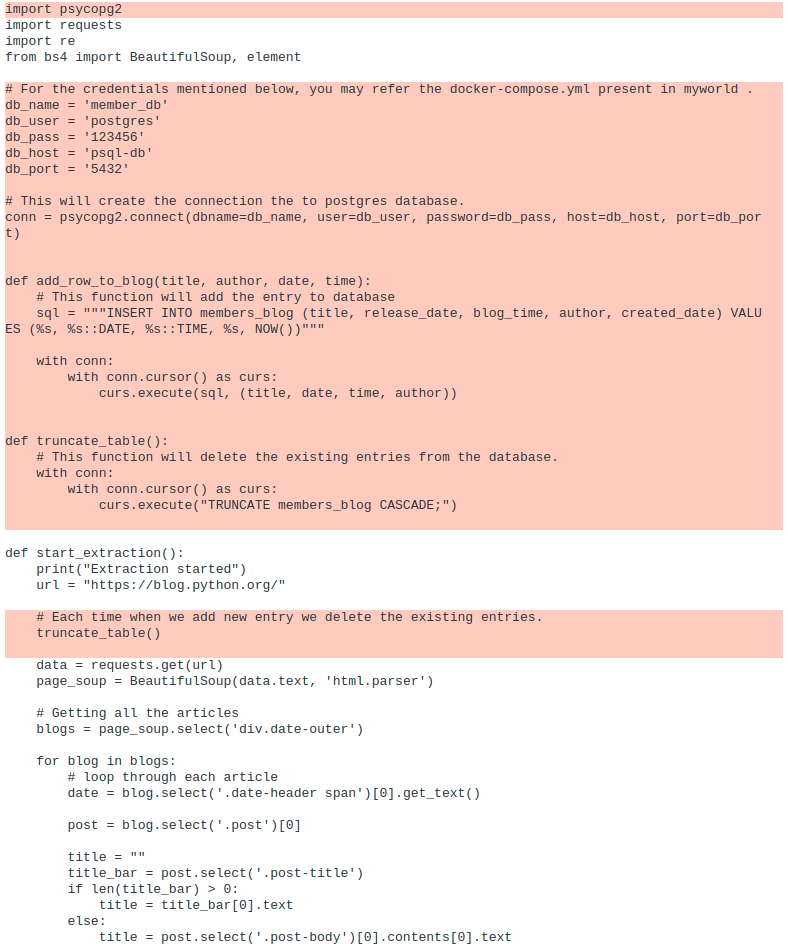 import psycopg2
import requests
import re
from bs4 import BeautifulSoup, element

# For the credentials mentioned below, you may refer the docker-compose.yml present in myworld .
db_name = 'member_db'
db_user = 'postgres'
db_pass = '123456'
db_host = 'psql-db'
db_port = '5432'

# This will create the connection the to postgres database.
conn = psycopg2.connect(dbname=db_name, user=db_user, password=db_pass, host=db_host, port=db_por
t)


def add_row_to_blog(title, author, date, time):
    # This function will add the entry to database
    sql = """INSERT INTO members_blog (title, release_date, blog_time, author, created_date) VALU
ES (%s, %s::DATE, %s::TIME, %s, NOW())"""

    with conn:
        with conn.cursor() as curs:
            curs.execute(sql, (title, date, time, author))


def truncate_table():
    # This function will delete the existing entries from the database.
    with conn:
        with conn.cursor() as curs:
            curs.execute("TRUNCATE members_blog CASCADE;")


def start_extraction():
    print("Extraction started")
    url = "https://blog.python.org/"

    # Each time when we add new entry we delete the existing entries.
    truncate_table()

    data = requests.get(url)
    page_soup = BeautifulSoup(data.text, 'html.parser')

    # Getting all the articles
    blogs = page_soup.select('div.date-outer')

    for blog in blogs:
        # loop through each article
        date = blog.select('.date-header span')[0].get_text()

        post = blog.select('.post')[0]

        title = ""
        title_bar = post.select('.post-title')
        if len(title_bar) > 0:
            title = title_bar[0].text
        else:
            title = post.select('.post-body')[0].contents[0].text